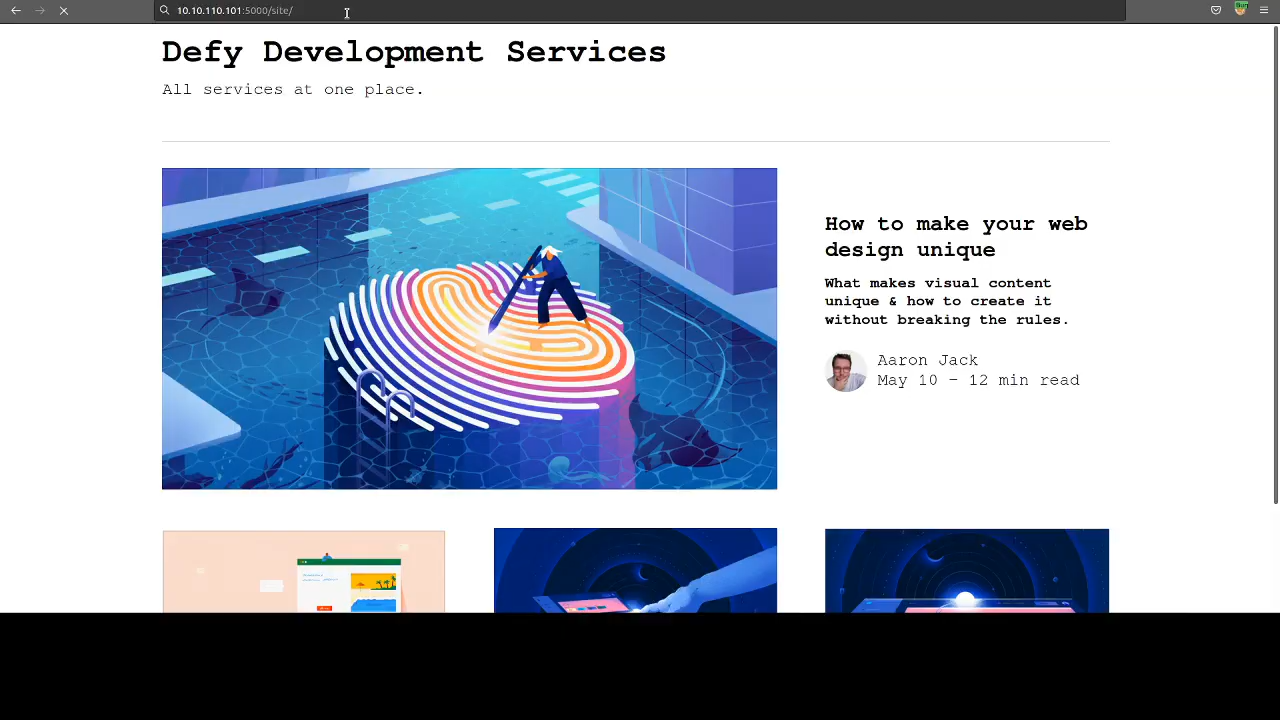 10.10.110.101:5000/site/
Defy Development Services
All services at one place.
How to make your web
design unique
What makes visual content
unique & how to create it
without breaking the rules.
Aaron Jack
May 10 – 12 min read